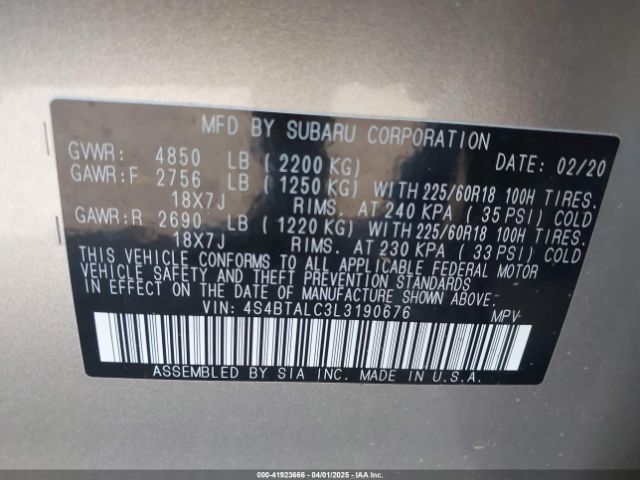 MFD BY SUBARU CORPORATION
GVWR: 4850 LB (2200 KG) DATE: 02/20
GAWR:F 2756 LB (1250 KG) WITH 225/60R18 100H TIRES.
18X7J RIMS. AT 240 KPA (35 PSI) COLD
GAWR:R 2690 LB (1220 KG) WITH 225/60R18 100H TIRES.
18X7J RIMS. AT 230 KPA (33 PSI) COLD
THIS VEHICLE CONFORMS TO ALL APPLICABLE FEDERAL MOTOR
VEHICLE SAFETY AND THEFT PREVENTION STANDARDS
IN EFFECT ON THE DATE OF MANUFACTURE SHOWN ABOVE.
VIN: 4S4BTALC3L3190676 MPV
ASSEMBLED BY SIA INC. MADE IN U.S.A.
000-41923666 - 04/01/2025 - IAAI.COM